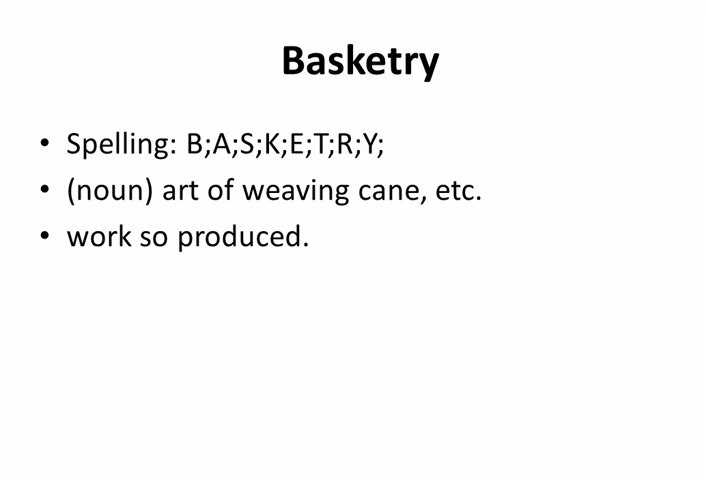 Basketry
• Spelling: B;A;S;K;E;T;R;Y;
• (noun) art of weaving cane, etc.
• work so produced.